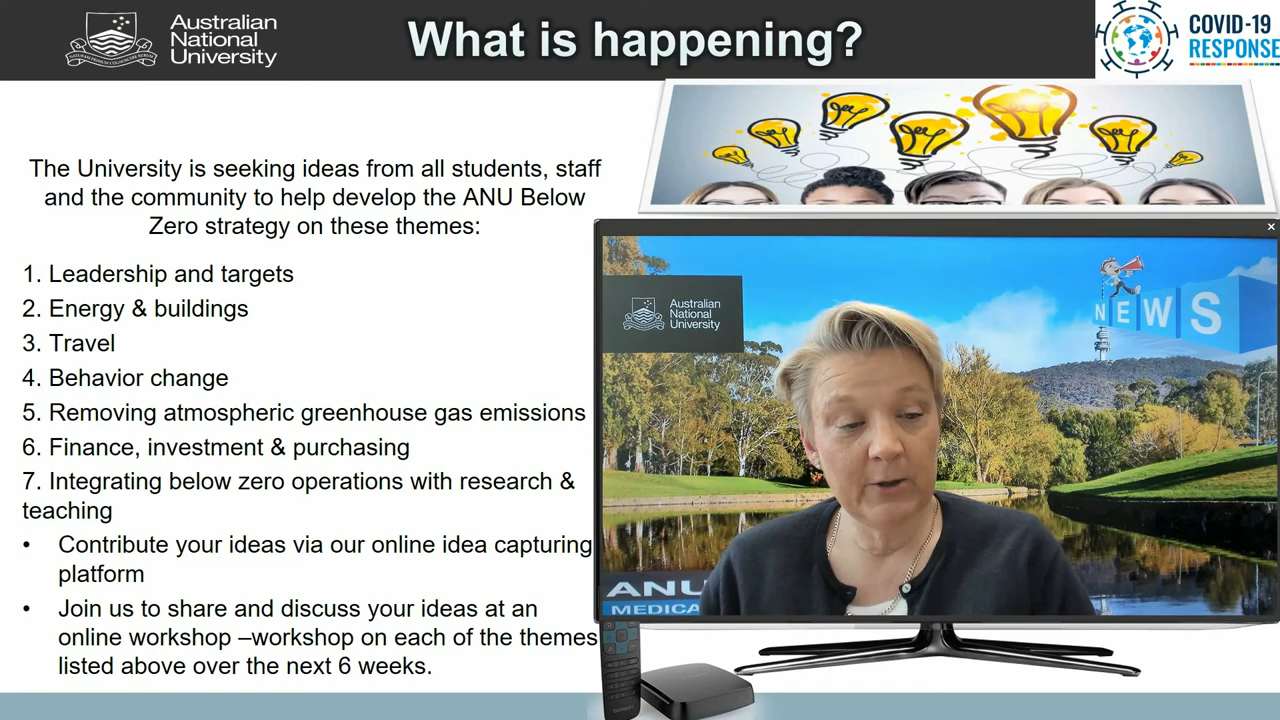 Australian
National
University
What is happening?
COVID-19
RESPONSE
The University is seeking ideas from all students, staff
and the community to help develop the ANU Below
Zero strategy on these themes:
1. Leadership and targets
2. Energy & buildings
3. Travel
4. Behavior change
5. Removing atmospheric greenhouse gas emissions
6. Finance, investment & purchasing
7. Integrating below zero operations with research &
teaching
• Contribute your ideas via our online idea capturing
platform
• Join us to share and discuss your ideas at an
online workshop –workshop on each of the themes
listed above over the next 6 weeks.
Australian
National
University
NEWS
ANU
MEDICA